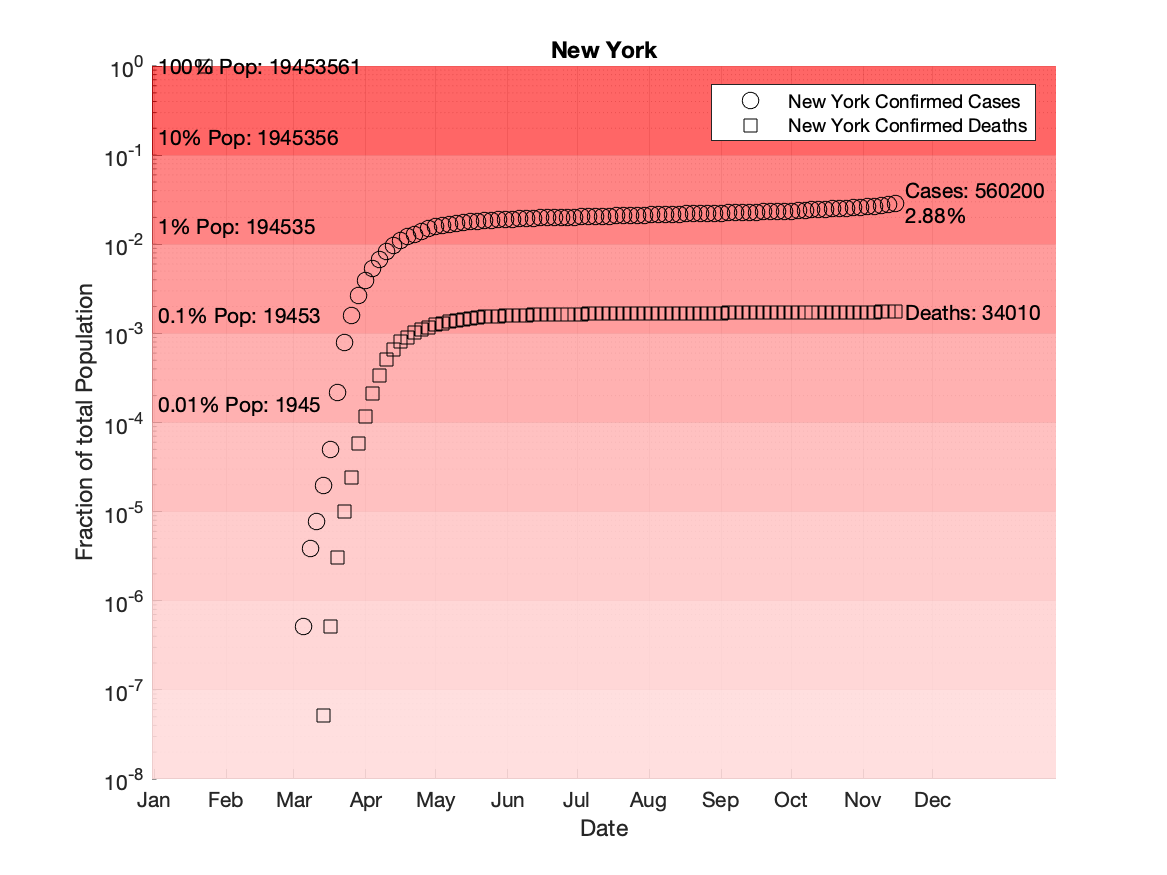 New York
10^0
100% Pop: 19453561
New York Confirmed Cases
New York Confirmed Deaths
10% Pop: 1945356
10^-1
Cases: 560200
2.88%
1% Pop: 194535
10^-2
0.1% Pop: 19453
Deaths: 34010
10^-3
0.01% Pop: 1945
10^-4
10^-5
10^-6
10^-7
10^-8
Fraction of total Population
Jan Feb Mar Apr May Jun Jul Aug Sep Oct Nov Dec
Date